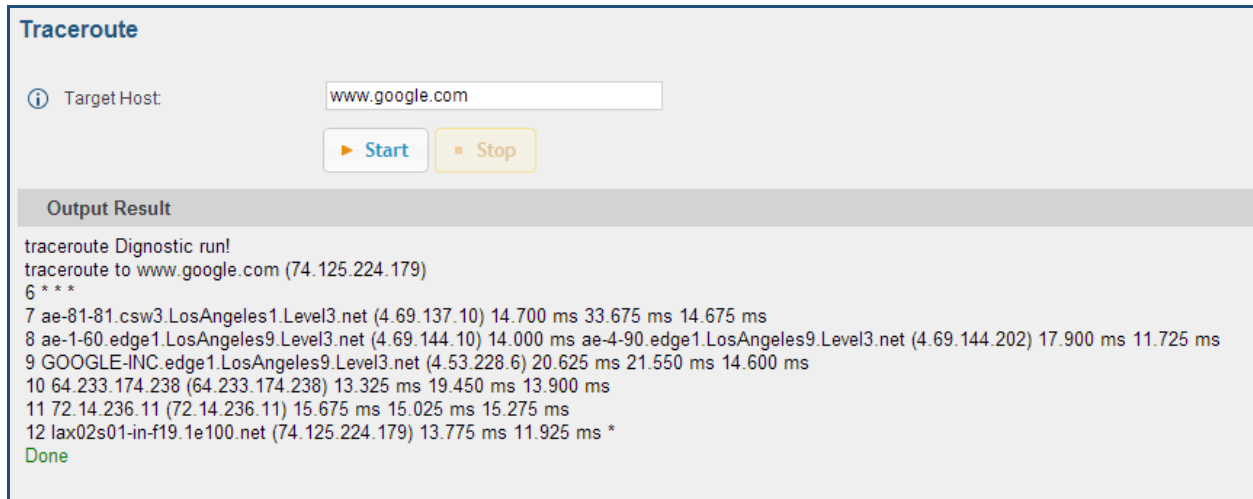 Traceroute
Target Host:
www.google.com
Start
Stop
Output Result
traceroute Dignostic run!
traceroute to www.google.com (74.125.224.179)
6 * * *
7 ae-81-81.csw3.LosAngeles1.Level3.net (4.69.137.10) 14.700 ms 33.675 ms 14.675 ms
8 ae-1-60.edge1.LosAngeles9.Level3.net (4.69.144.10) 14.000 ms ae-4-90.edge1.LosAngeles9.Level3.net (4.69.144.202) 17.900 ms 11.725 ms
9 GOOGLE-INC.edge1.LosAngeles9.Level3.net (4.53.228.6) 20.625 ms 21.550 ms 14.600 ms
10 64.233.174.238 (64.233.174.238) 13.325 ms 19.450 ms 13.900 ms
11 72.14.236.11 (72.14.236.11) 15.675 ms 15.025 ms 15.275 ms
12 lax02s01-in-f19.1e100.net (74.125.224.179) 13.775 ms 11.925 ms *
Done